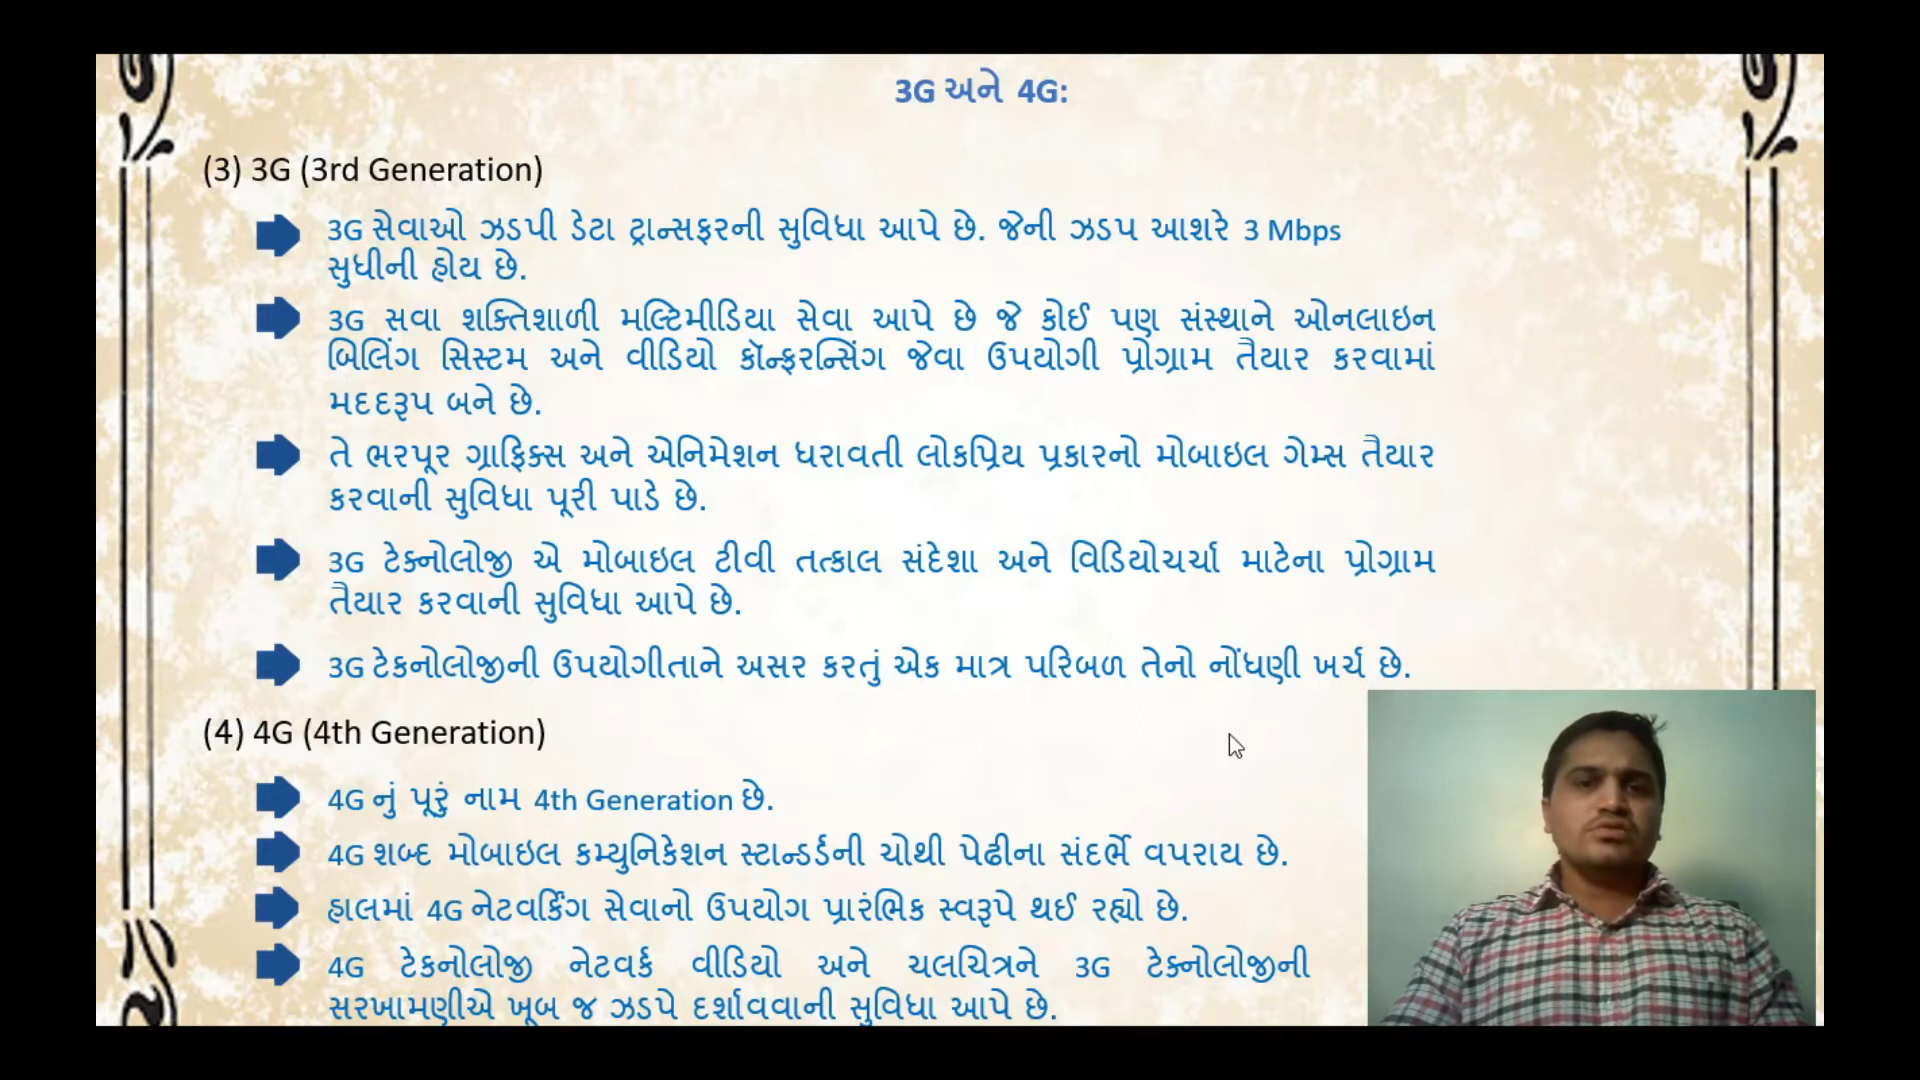 3G અને 4G:
(3) 3G (3rd Generation)
3G સેવાઓ ઝડપી ડેટા ટ્રાન્સફરની સુવિધા આપે છે. જેની ઝડપ આશરે 3 Mbps
સુધીની હોય છે.
3G સવા શક્તિશાળી મલ્ટિમીડિયા સેવા આપે છે જે કોઈ પણ સંસ્થાને ઓનલાઇન
બિલિંગ સિસ્ટમ અને વીડિયો કૉન્ફરન્સિંગ જેવા ઉપયોગી પ્રોગ્રામ તૈયાર કરવામાં
મદદરૂપ બને છે.
તે ભરપૂર ગ્રાફિક્સ અને એનિમેશન ધરાવતી લોકપ્રિય પ્રકારનો મોબાઇલ ગેમ્સ તૈયાર
કરવાની સુવિધા પૂરી પાડે છે.
3G ટેક્નોલોજી એ મોબાઇલ ટીવી તત્કાલ સંદેશા અને વિડિયોચર્ચા માટેના પ્રોગ્રામ
તૈયાર કરવાની સુવિધા આપે છે.
3G ટેકનોલોજીની ઉપયોગીતાને અસર કરતું એક માત્ર પરિબળ તેનો નોંધણી ખર્ચ છે.
(4) 4G (4th Generation)
4G નું પૂરું નામ 4th Generation છે.
4G શબ્દ મોબાઇલ કમ્યુનિકેશન સ્ટાન્ડર્ડની ચોથી પેઢીના સંદર્ભે વપરાય છે.
હાલમાં 4G નેટવર્કિંગ સેવાનો ઉપયોગ પ્રારંભિક સ્વરૂપે થઈ રહ્યો છે.
4G ટેકનોલોજી નેટવર્ક વીડિયો અને ચલચિત્રને 3G ટેક્નોલોજીની
સરખામણીએ ખૂબ જ ઝડપે દર્શાવવાની સુવિધા આપે છે.